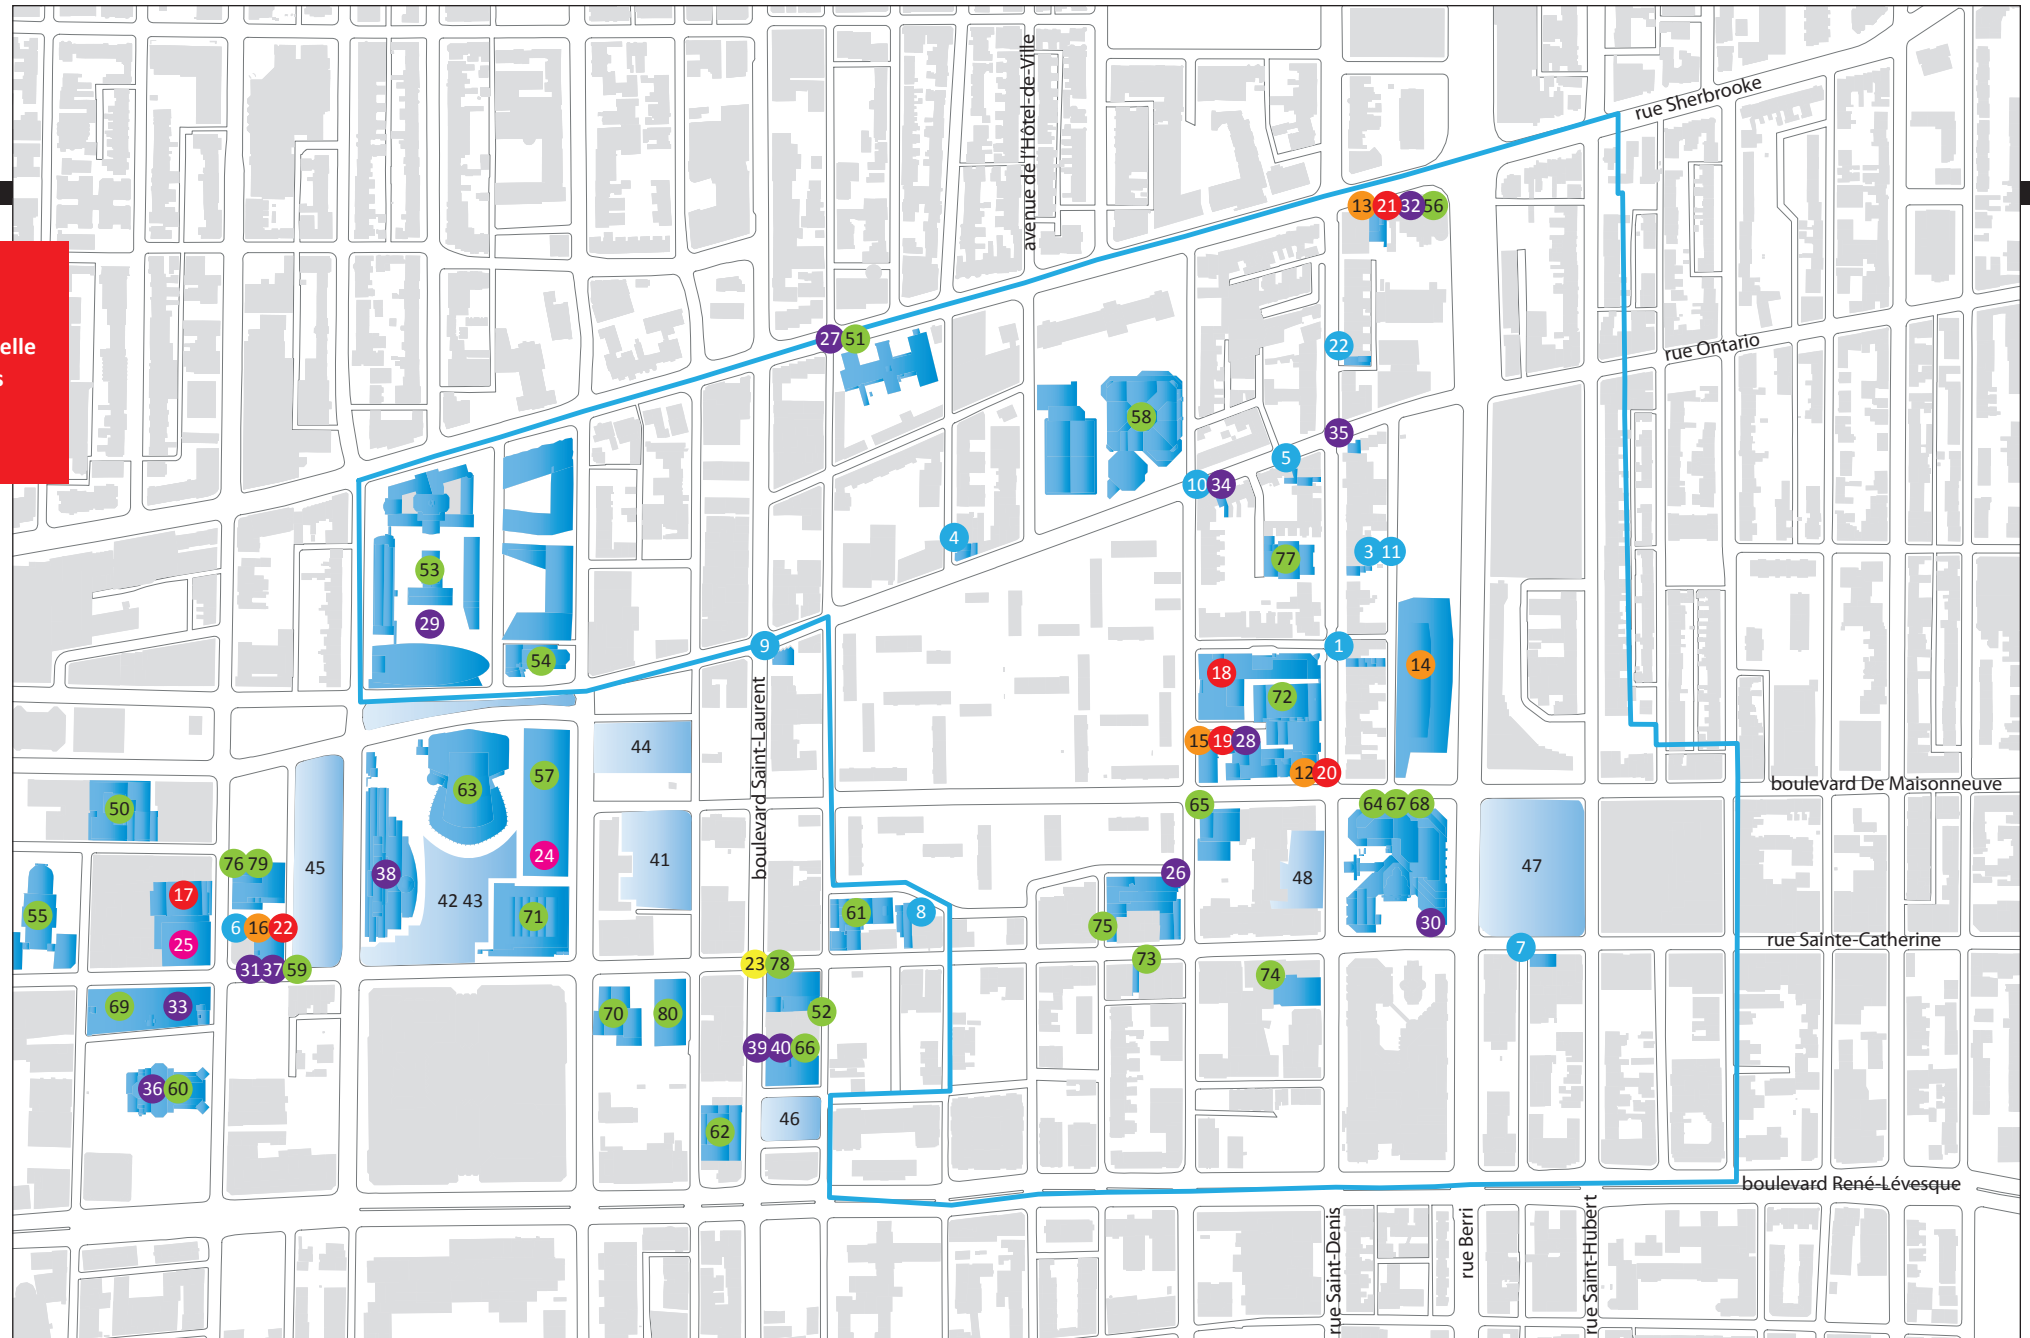 elle
s
rue Sherbrooke
avenue de l'Hôtel-de-Ville
13 21 32 56
27 51
22
rue Ontario
58
35
5
10 34
4
3 11
77
53
29
54
9
1
14
18
72
boulevard Saint-Laurent
44
15 19 28
12 20
63
57
boulevard De Maisonneuve
50
65
64 67 68
76 79
45
24
41
47
38
26
48
17
42 43
61
8
55
6 16 22
71
75
30
rue Sainte-Catherine
25
7
31 37 59
23 78
73
74
69
33
70
80
52
39 40 66
36 60
46
62
boulevard René-Lévesque
rue Saint-Denis
rue Berri
rue Saint-Hubert